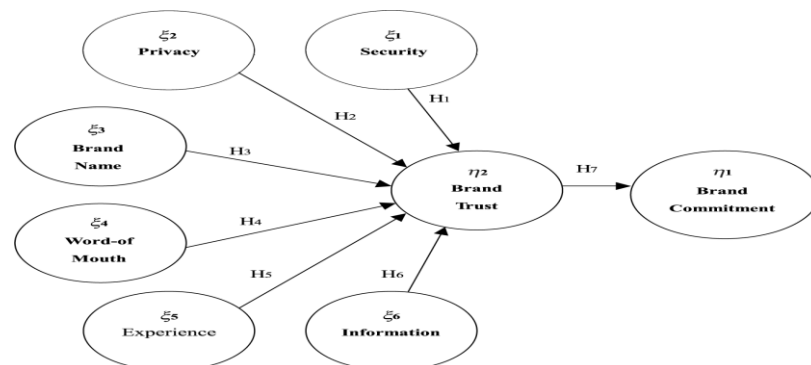 ξ2
Privacy
ξ1
Security
H1
H2
ξ3
Brand
Name
H3
η2
Brand
Trust
H7
η1
Brand
Commitment
ξ4
Word-of
Mouth
H4
H5
H6
ξ5
Experience
ξ6
Information